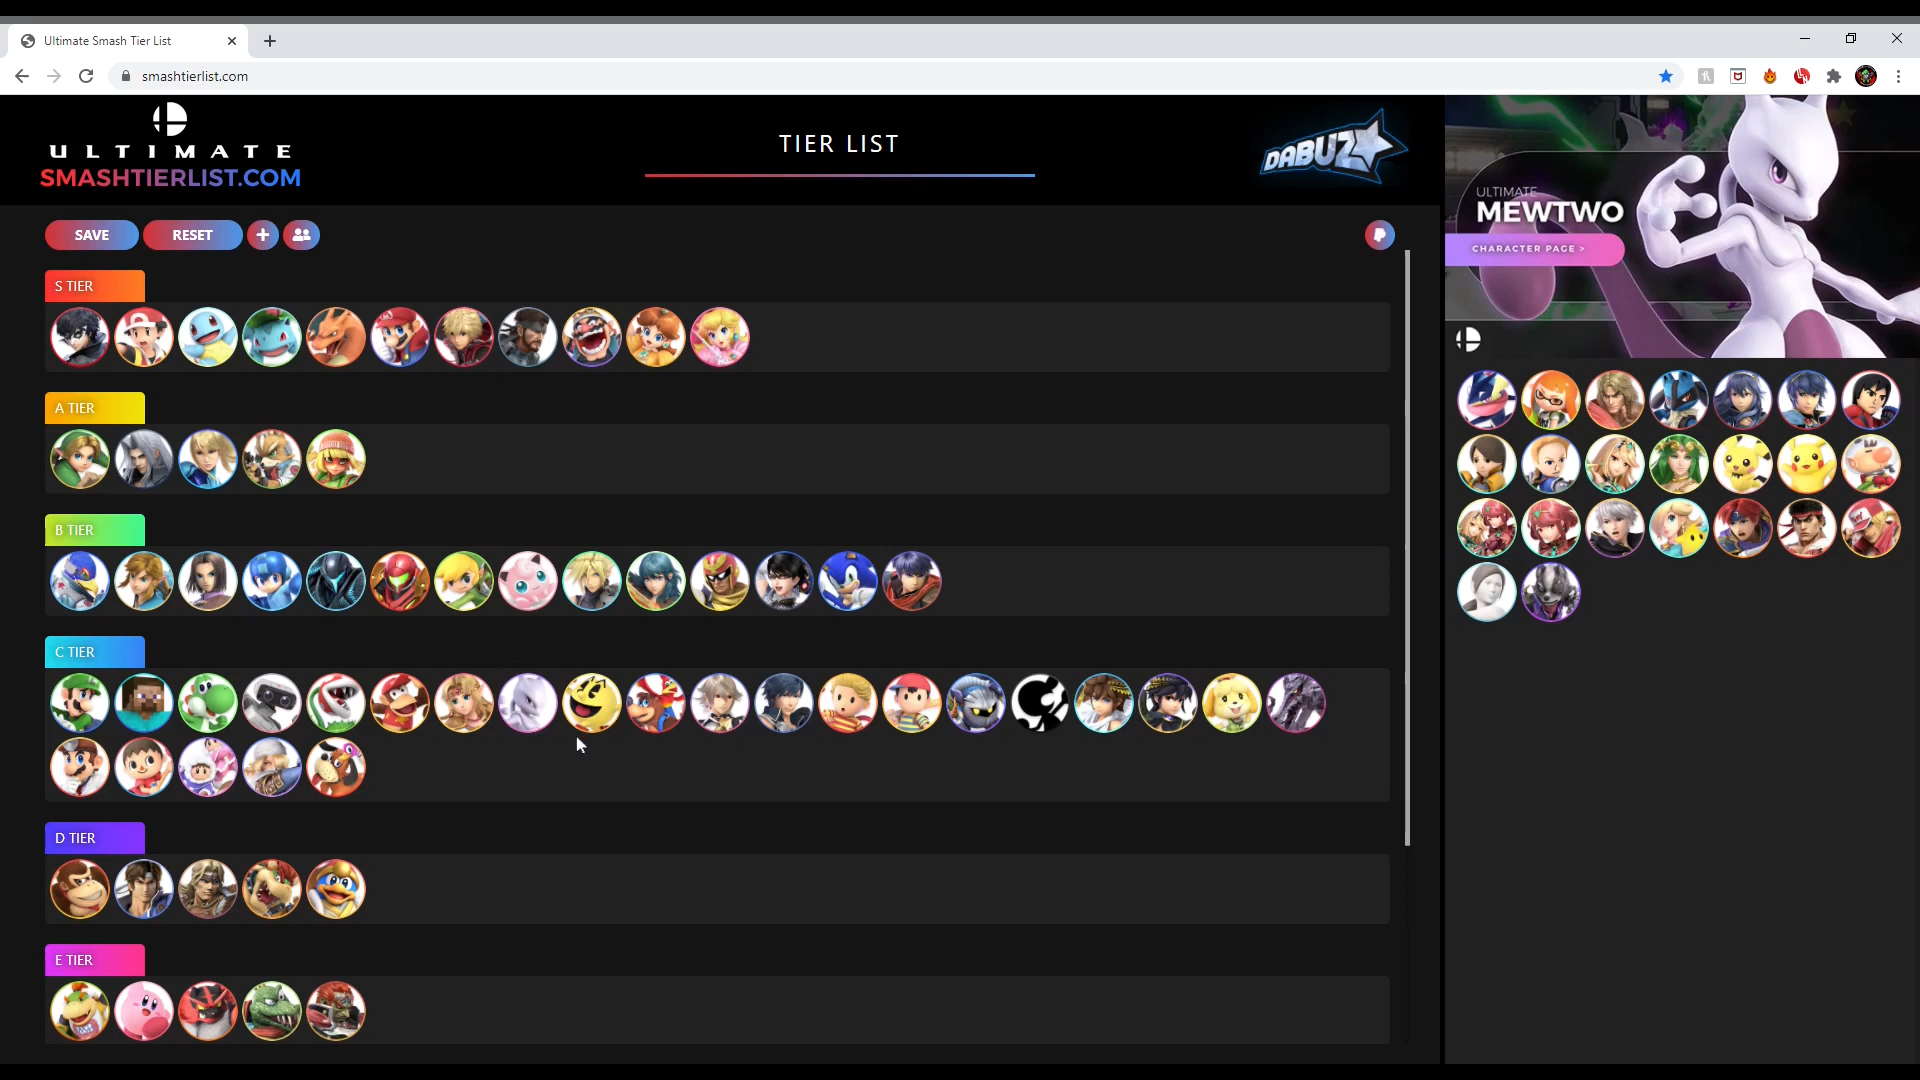 Ultimate Smash Tier List
smashtierlist.com
ULTIMATE
SMASHTIERLIST.COM
TIER LIST
DABUZ
ULTIMATE
MEWTWO
CHARACTER PAGE >
SAVE
RESET
+
S TIER
A TIER
B TIER
C TIER
D TIER
E TIER